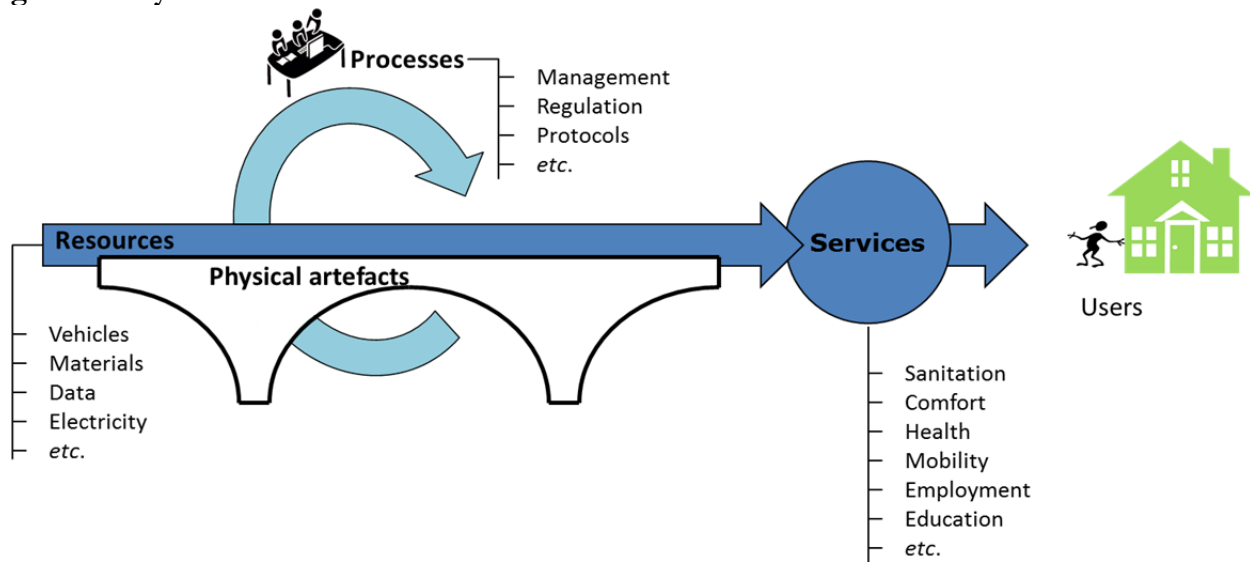 Processes
Management
Regulation
Protocols
etc.
Resources
Physical artefacts
Vehicles
Materials
Data
Electricity
etc.
Services
Sanitation
Comfort
Health
Mobility
Employment
Education
etc.
Users